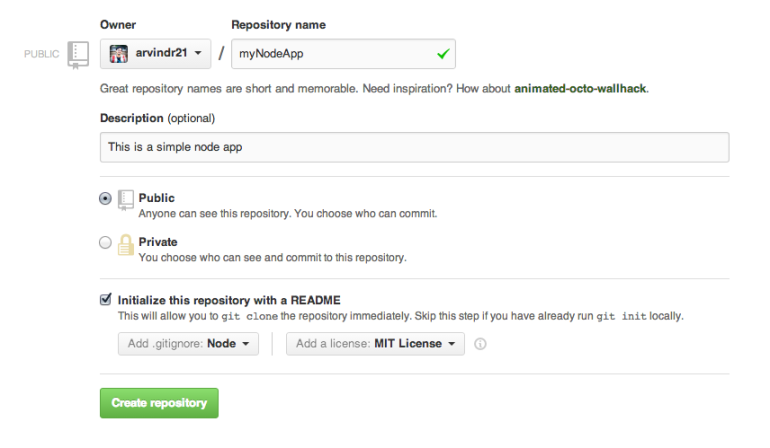 Owner Repository name
PUBLIC arvindr21 / myNodeApp
Great repository names are short and memorable. Need inspiration? How about animated-octo-wallhack.
Description (optional)
This is a simple node app
Public
Anyone can see this repository. You choose who can commit.
Private
You choose who can see and commit to this repository.
Initialize this repository with a README
This will allow you to git clone the repository immediately. Skip this step if you have already run git init locally.
Add .gitignore: Node Add a license: MIT License
Create repository